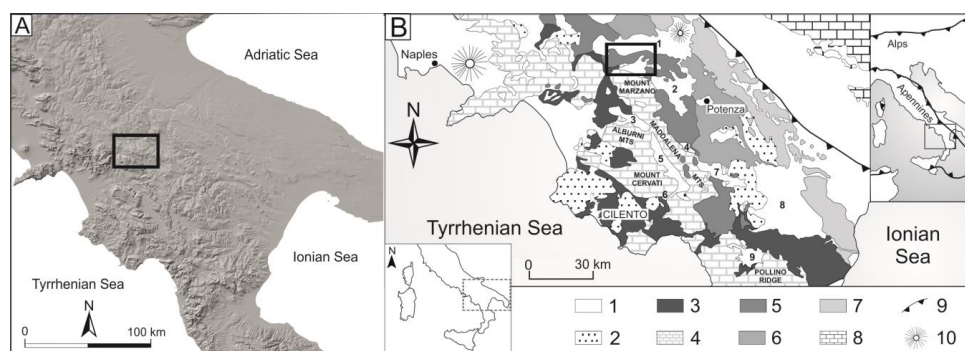 A
Adriatic Sea
Ionian Sea
Tyrrhenian Sea
N
0 100 km
B
Naples
N
1
MOUNT
MARZANO
2
Potenza
3
ALBURNI
MTS
MADDALENA
MTS
4
5
MOUNT
CERVATI
6
7
CILENTO
8
9
POLLINO
RIDGE
Tyrrhenian Sea
Ionian
Sea
0 30 km
Alps
Apennines
N
1 3 5 7 9
2 4 6 8 10